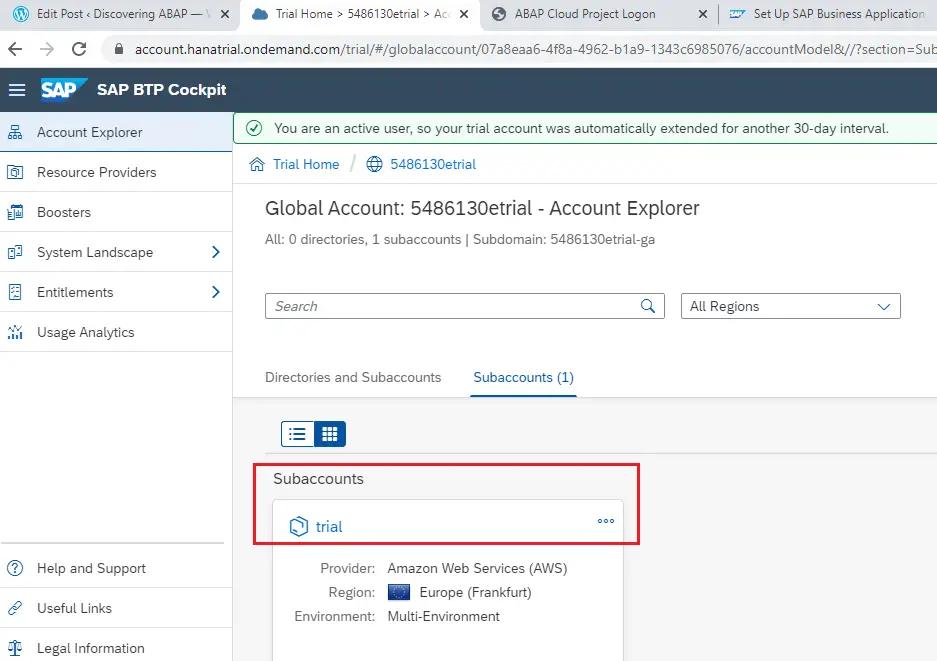 Edit Post ‹ Discovering ABAP —
Trial Home > 5486130etrial >
ABAP Cloud Project Logon
Set Up SAP Business Application
account.hanatrial.ondemand.com/trial/#/globalaccount/07a8eaa6-4f8a-4962-b1a9-1343c6985076/accountModel&//?section=Sub
SAP SAP BTP Cockpit
Account Explorer
Resource Providers
Boosters
System Landscape
Entitlements
Usage Analytics
Help and Support
Useful Links
Legal Information
You are an active user, so your trial account was automatically extended for another 30-day interval.
Trial Home / 5486130etrial
Global Account: 5486130etrial - Account Explorer
All: 0 directories, 1 subaccounts | Subdomain: 5486130etrial-ga
Search
All Regions
Directories and Subaccounts
Subaccounts (1)
Subaccounts
trial
Provider: Amazon Web Services (AWS)
Region: Europe (Frankfurt)
Environment: Multi-Environment